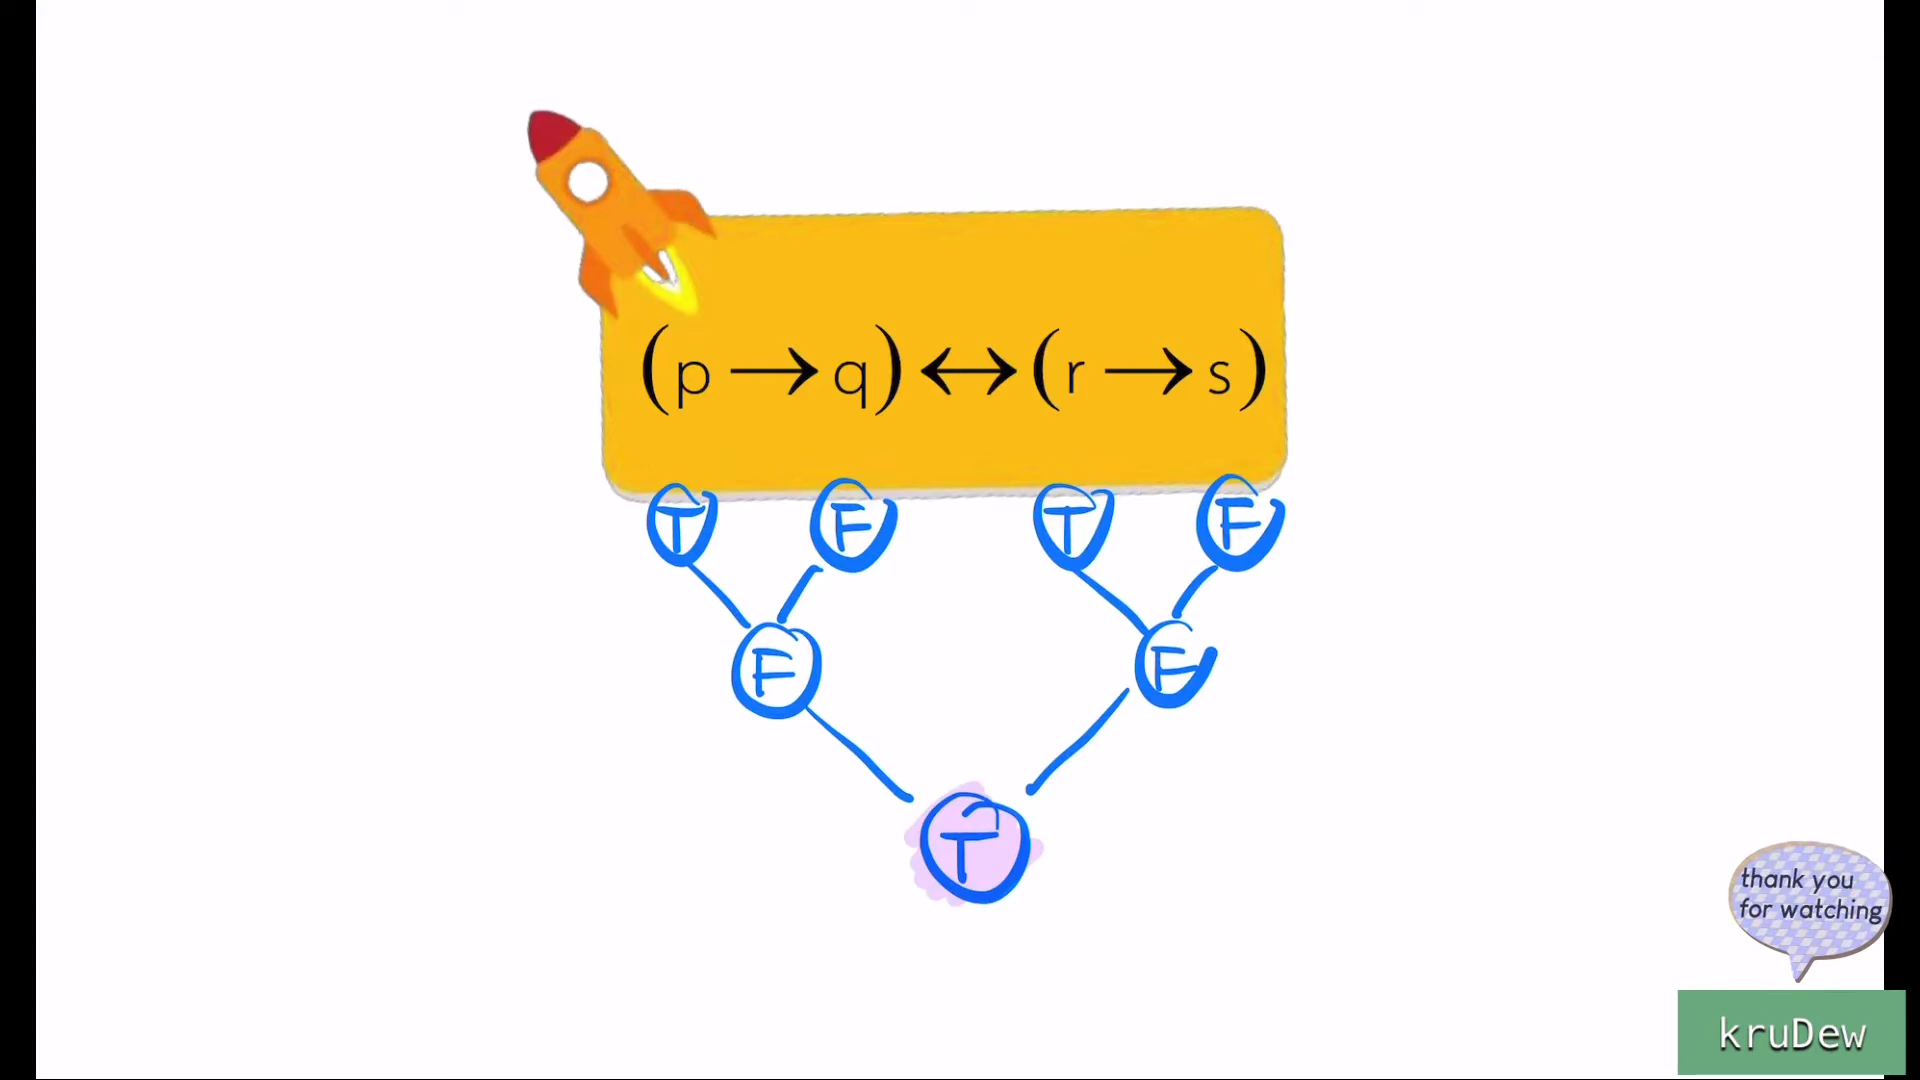 (p → q) ↔ (r → s)
T F T F
F F
T
thank you
for watching
kruDew